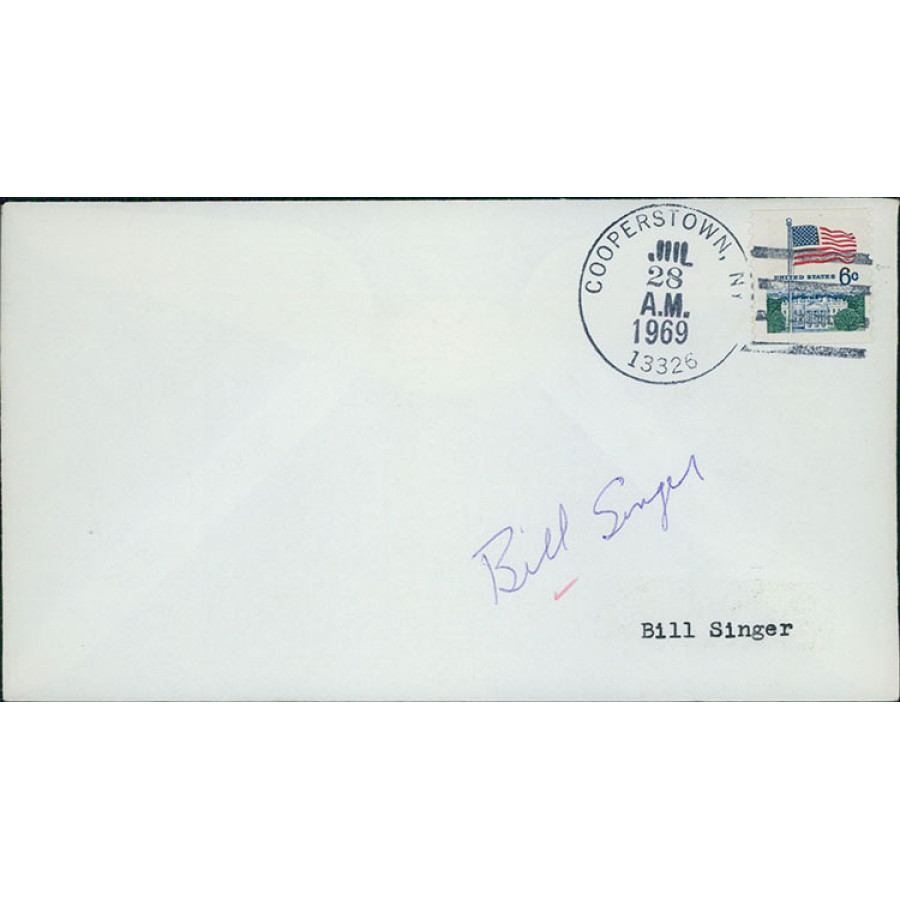 COOPERSTOWN, NY
JUL
28
A.M.
1969
13326
UNITED STATES 6c
Bill Singer
Bill Singer